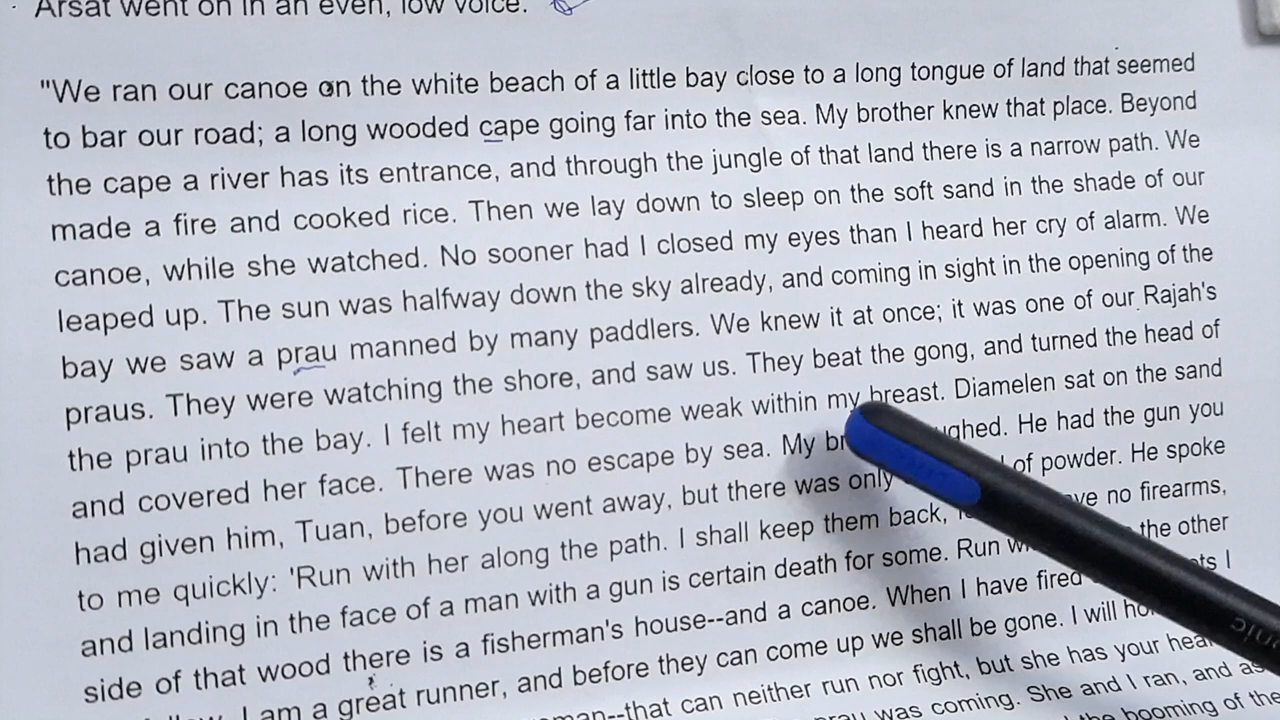 Arsat went on in an even, low voice.
"We ran our canoe on the white beach of a little bay close to a long tongue of land that seemed
to bar our road; a long wooded cape going far into the sea. My brother knew that place. Beyond
the cape a river has its entrance, and through the jungle of that land there is a narrow path. We
made a fire and cooked rice. Then we lay down to sleep on the soft sand in the shade of our
canoe, while she watched. No sooner had I closed my eyes than I heard her cry of alarm. We
leaped up. The sun was halfway down the sky already, and coming in sight in the opening of the
bay we saw a prau manned by many paddlers. We knew it at once; it was one of our Rajah's
praus. They were watching the shore, and saw us. They beat the gong, and turned the head of
the prau into the bay. I felt my heart become weak within my breast. Diamelen sat on the sand
and covered her face. There was no escape by sea. My He had the gun you
had given him, Tuan, before you went away, but there was only of powder. He spoke
to me quickly: 'Run with her along the path. I shall keep them back, no firearms,
and landing in the face of a man with a gun is certain death for some. Run the other
side of that wood there is a fisherman's house--and a canoe. When I have fired I
I am a great runner, and before they can come up we shall be gone. I will
that can neither run nor fight, but she has your
was coming. She and I ran, and
booming of the